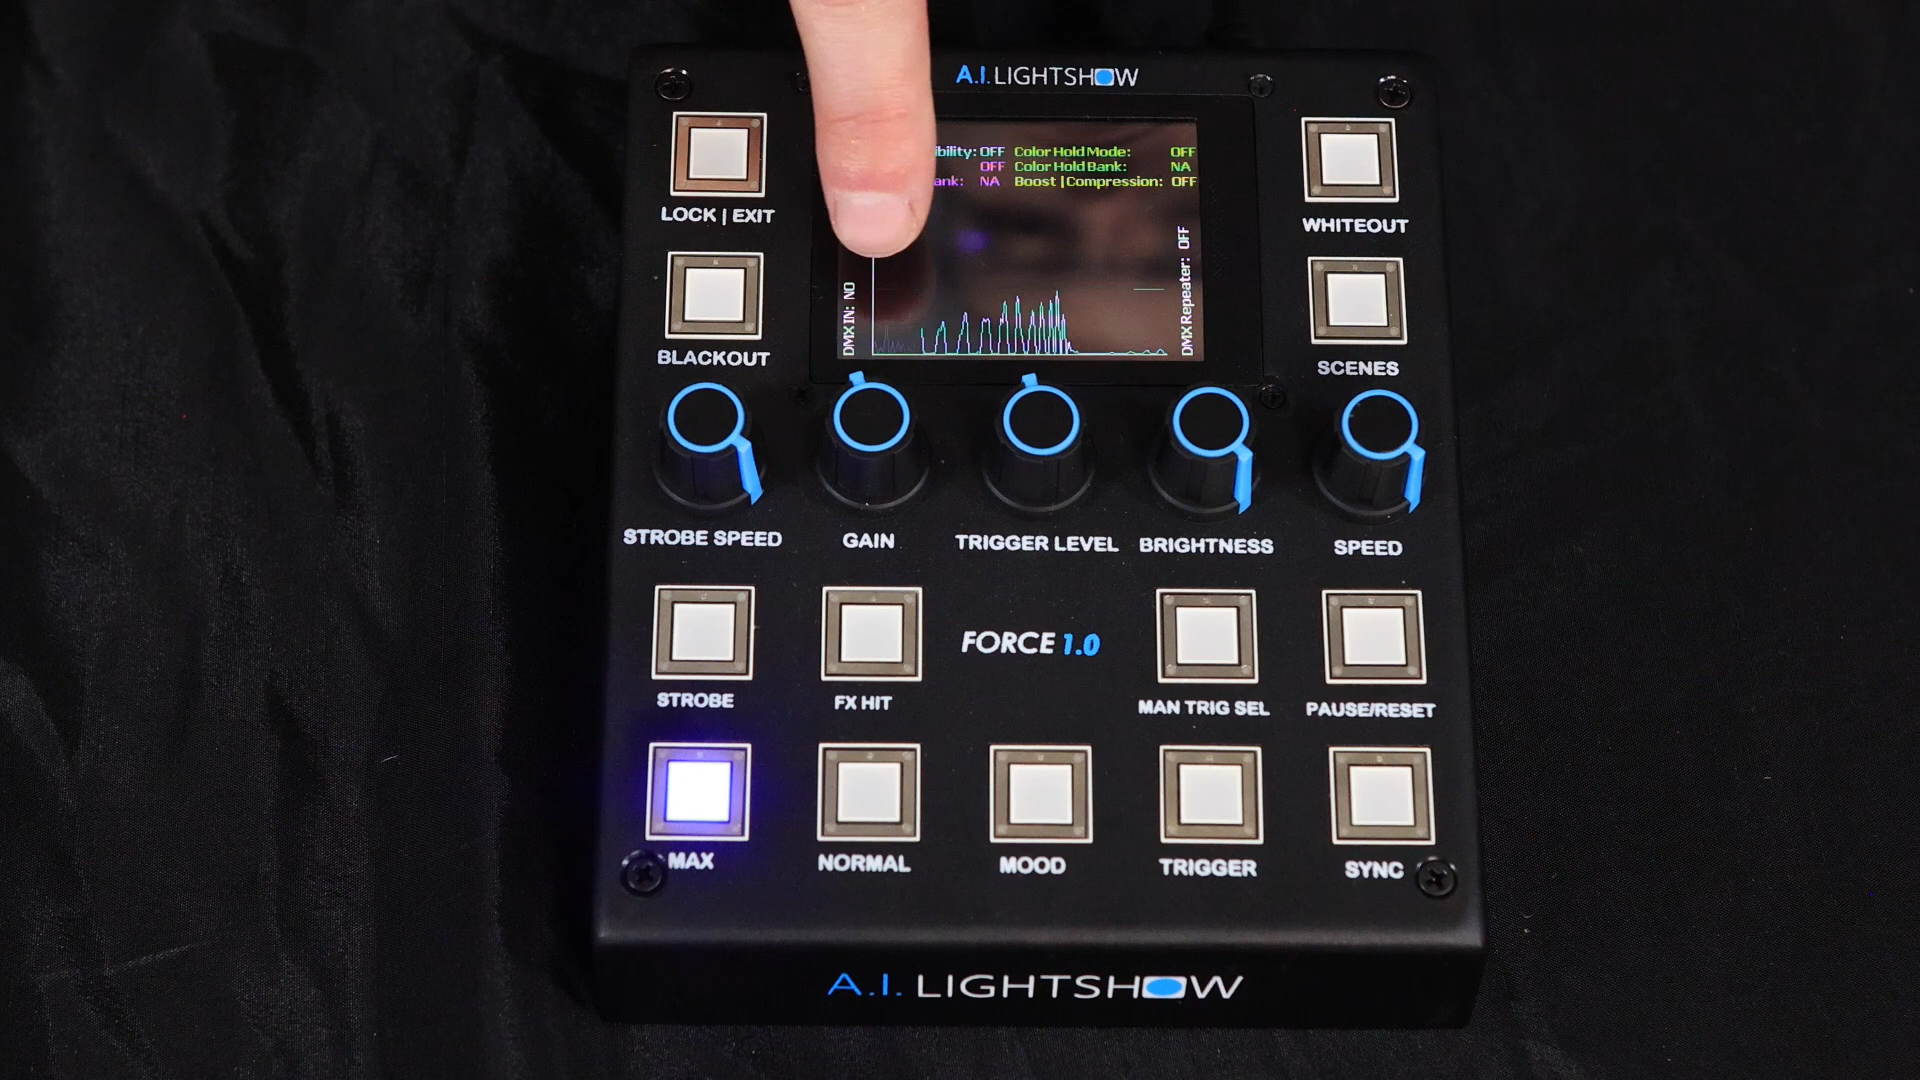 A.I. LIGHTSHOW
OFF Color Hold Mode: OFF
OFF Color Hold Bank: NA
NA Boost | Compression: OFF
DMX IN: NO
DMX Repeater: OFF
LOCK | EXIT
WHITEOUT
BLACKOUT
SCENES
STROBE SPEED
GAIN
TRIGGER LEVEL
BRIGHTNESS
SPEED
STROBE
FX HIT
FORCE 1.0
MAN TRIG SEL
PAUSE/RESET
MAX
NORMAL
MOOD
TRIGGER
SYNC
A.I. LIGHTSHOW